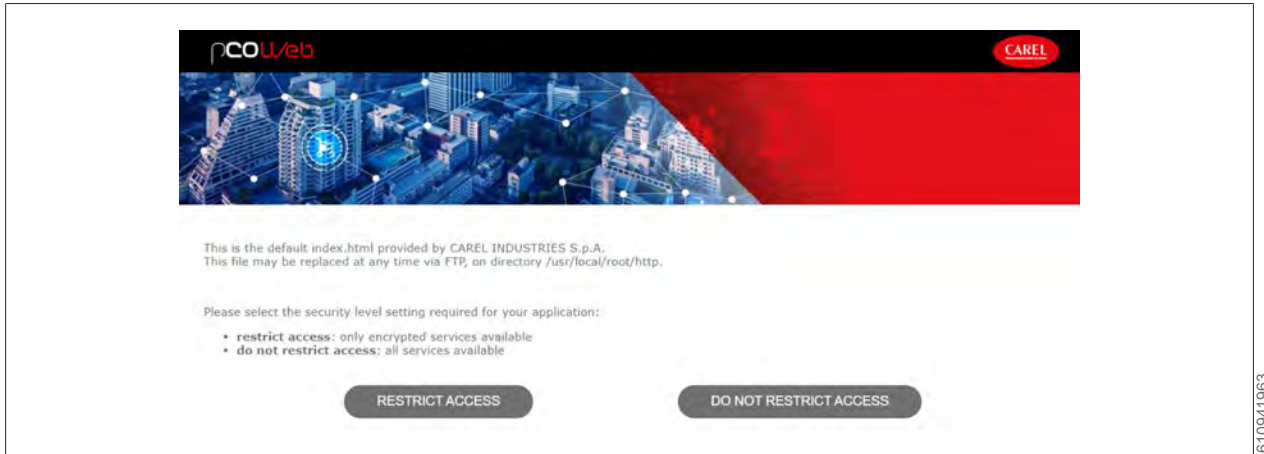 pCOWeb
CAREL
This is the default index.html provided by CAREL INDUSTRIES S.p.A.
This file may be replaced at any time via FTP, on directory /usr/local/root/http.
Please select the security level setting required for your application:
• restrict access: only encrypted services available
• do not restrict access: all services available
RESTRICT ACCESS
DO NOT RESTRICT ACCESS
610941963